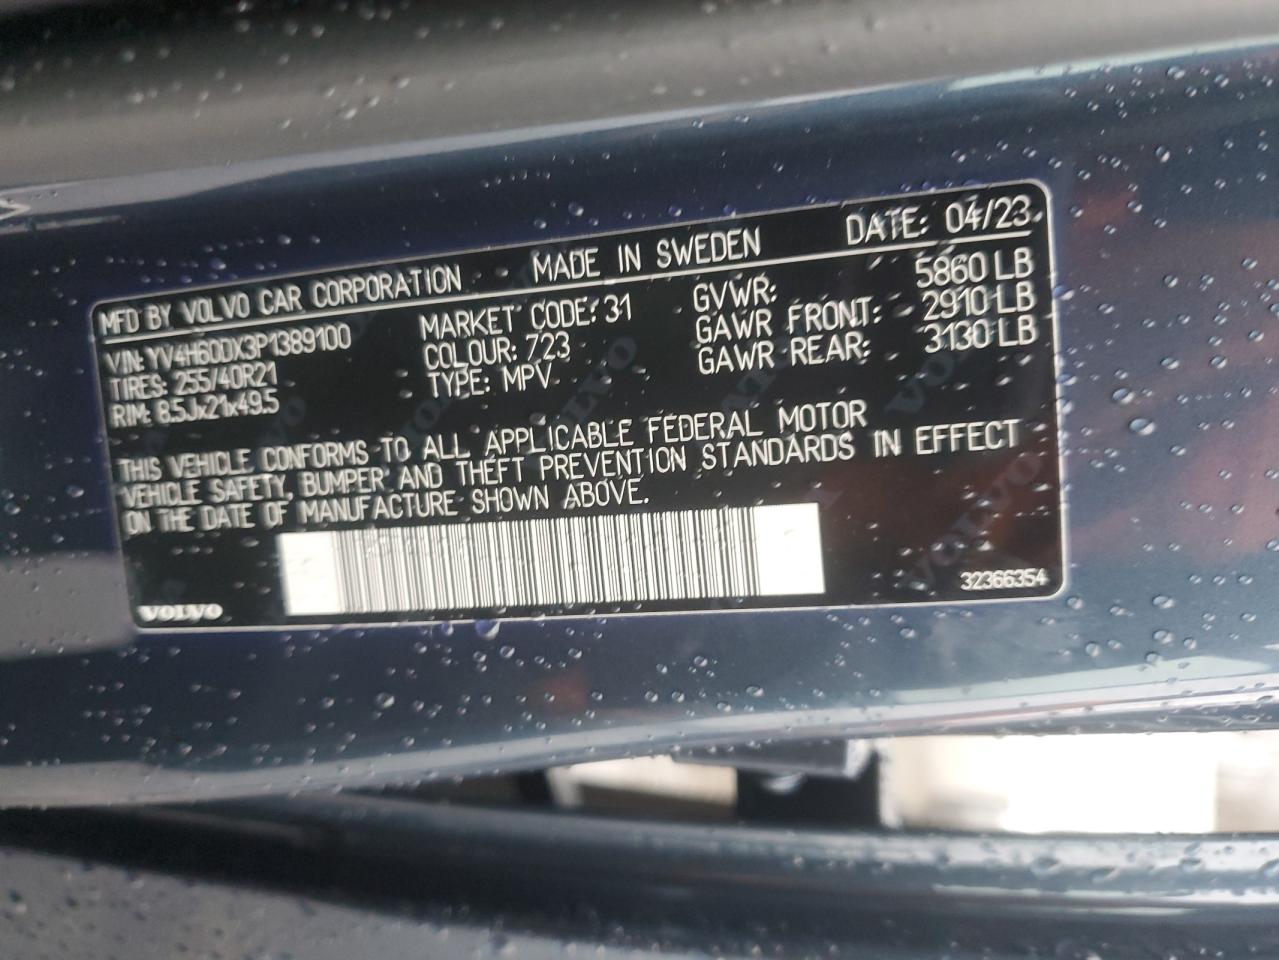 MFD BY VOLVO CAR CORPORATION MADE IN SWEDEN DATE: 04/23
VIN: YV4H60DX3P1389100 MARKET CODE: 31 GVWR: 5860 LB
TIRES: 255/40R21 COLOUR: 723 GAWR FRONT: 2910 LB
RIM: 8.5Jx21x49.5 TYPE: MPV GAWR REAR: 3130 LB
THIS VEHICLE CONFORMS TO ALL APPLICABLE FEDERAL MOTOR
VEHICLE SAFETY, BUMPER AND THEFT PREVENTION STANDARDS IN EFFECT
ON THE DATE OF MANUFACTURE SHOWN ABOVE.
VOLVO 32366354